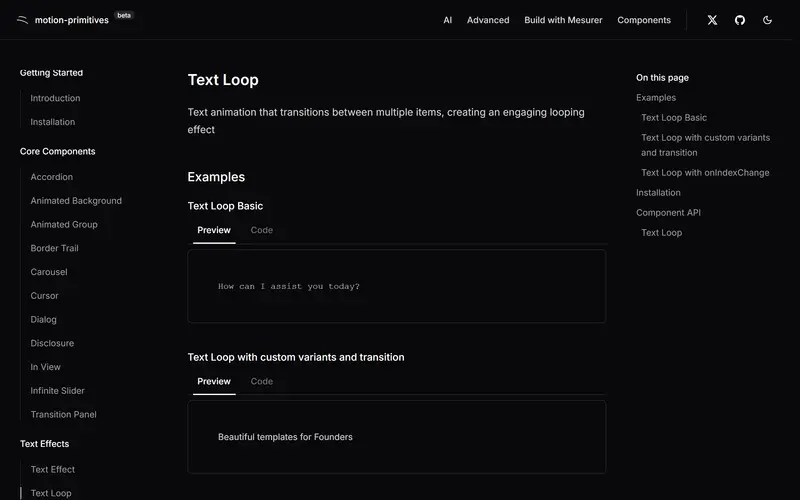 motion-primitives beta
AI Advanced Build with Mesurer Components
Getting Started
Introduction
Installation
Core Components
Accordion
Animated Background
Animated Group
Border Trail
Carousel
Cursor
Dialog
Disclosure
In View
Infinite Slider
Transition Panel
Text Effects
Text Effect
Text Loop
Text Loop
Text animation that transitions between multiple items, creating an engaging looping
effect
Examples
Text Loop Basic
Preview Code
How can I assist you today?
Text Loop with custom variants and transition
Preview Code
Beautiful templates for Founders
On this page
Examples
Text Loop Basic
Text Loop with custom variants
and transition
Text Loop with onIndexChange
Installation
Component API
Text Loop